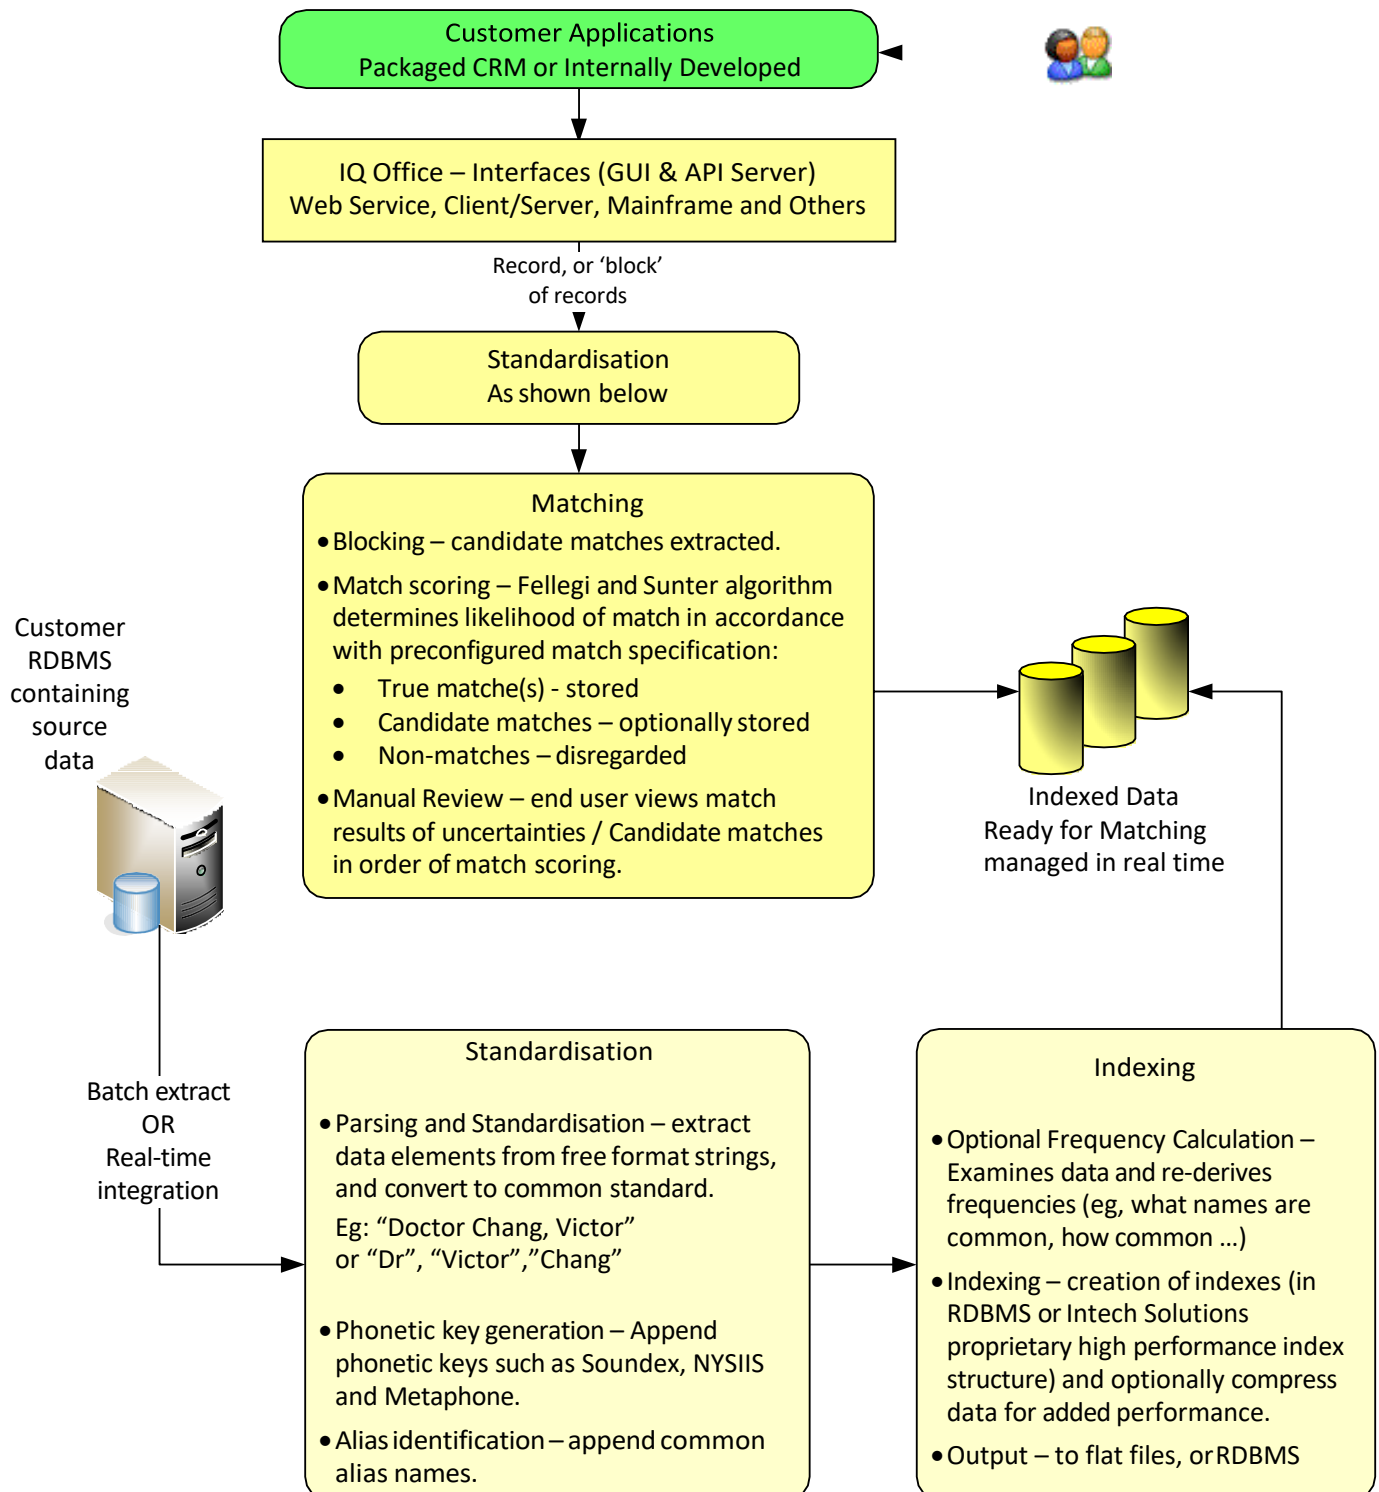 Customer Applications
Packaged CRM or Internally Developed
IQ Office – Interfaces (GUI & API Server)
Web Service, Client/Server, Mainframe and Others
Record, or ‘block’
of records
Standardisation
As shown below
Matching
•Blocking – candidate matches extracted.
•Match scoring – Fellegi and Sunter algorithm
determines likelihood of match in accordance
with preconfigured match specification:
• True matche(s) - stored
• Candidate matches – optionally stored
• Non-matches – disregarded
•Manual Review – end user views match
results of uncertainties / Candidate matches
in order of match scoring.
Customer
RDBMS
containing
source
data
Indexed Data
Ready for Matching
managed in real time
Batch extract
OR
Real-time
integration
Standardisation
•Parsing and Standardisation – extract
data elements from free format strings,
and convert to common standard.
Eg: “Doctor Chang, Victor”
or “Dr”, “Victor”,”Chang”
•Phonetic key generation – Append
phonetic keys such as Soundex, NYSIIS
and Metaphone.
•Alias identification – append common
alias names.
Indexing
•Optional Frequency Calculation –
Examines data and re-derives
frequencies (eg, what names are
common, how common …)
•Indexing – creation of indexes (in
RDBMS or Intech Solutions
proprietary high performance index
structure) and optionally compress
data for added performance.
•Output – to flat files, or RDBMS